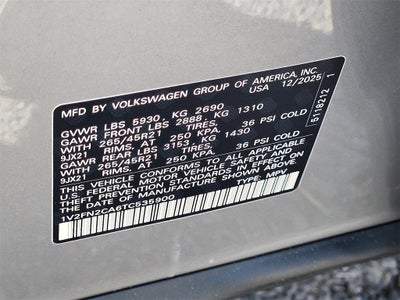 MFD BY VOLKSWAGEN GROUP OF AMERICA, INC.
USA 12/2025
GVWR LBS 5930, KG 2690
GAWR FRONT LBS 2888, KG 1310
WITH 265/45R21 TIRES,
9JX21 RIMS, AT 250 KPA, 36 PSI COLD
GAWR REAR LBS 3153, KG 1430
WITH 265/45R21 TIRES,
9JX21 RIMS, AT 250 KPA, 36 PSI COLD
THIS VEHICLE CONFORMS TO ALL APPLICABLE
U.S. FEDERAL MOTOR VEHICLE SAFETY AND
THEFT PREVENTION STANDARDS IN EFFECT ON
THE DATE OF MANUFACTURE SHOWN ABOVE.
1V2FN2CA6TC535900 TYPE: MPV
5118212 1